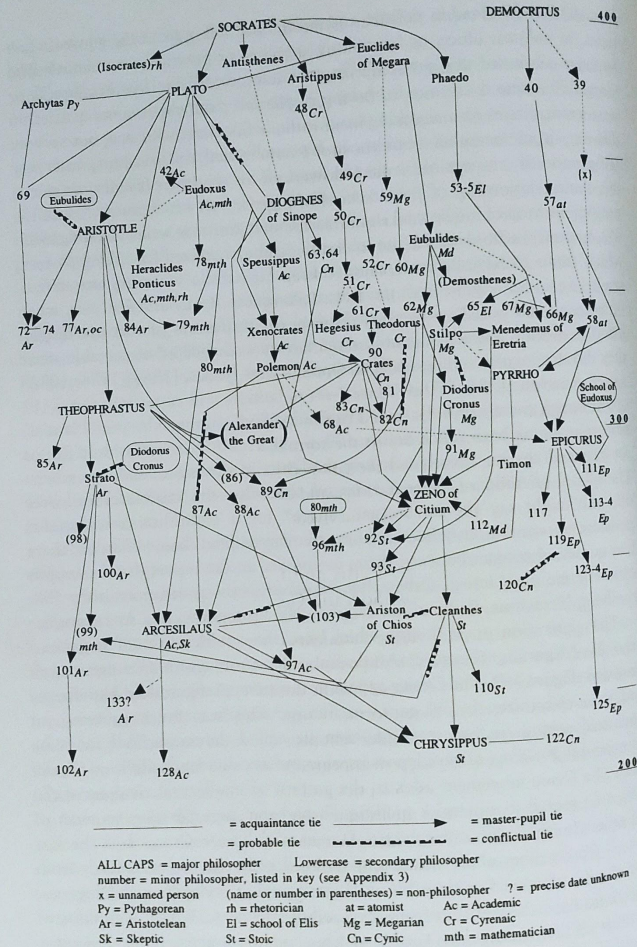 DEMOCRITUS
400
SOCRATES
(Isocrates)rh
Antisthenes
Euclides
of Megara
Aristippus
Phaedo
Archytas Py
PLATO
48Cr
40
39
42Ac
49Cr
(x)
69
Eubulides
Eudoxus
Ac,mth
59Mg
53-5El
57at
ARISTOTLE
DIOGENES
of Sinope
50Cr
Heraclides
Ponticus
Ac,mth,rh
78mth
Speusippus
Ac
63,64
Cn
52Cr
60Mg
Eubulides
Md
(Demosthenes)
51Cr
61Cr
62Mg
65El
67Mg
66Mg
58at
72 74
Ar
77Ar,oc
84Ar
79mth
Xenocrates
Ac
Hegesius
Cr
Theodorus
Cr
Stilpo
Mg
Menedemus of
Eretria
80mth
Polemon Ac
90
Crates
Cn
PYRRHO
81
83Cn
82Cn
Diodorus
Cronus
Mg
School of
Eudoxus
THEOPHRASTUS
(Alexander
the Great)
68Ac
300
85Ar
Diodorus
Cronus
91Mg
EPICURUS
Strato
Ar
(86)
89Cn
Timon
111Ep
87Ac
88Ac
80mth
ZENO of
Citium
117
113-4
Ep
(98)
96mth
92St
112Md
119Ep
100Ar
93St
120Cn
123-4Ep
(99)
mth
ARCESILAUS
Ac,Sk
(103)
Ariston
of Chios
St
Cleanthes
St
101Ar
97Ac
110St
133?
Ar
125Ep
102Ar
128Ac
CHRYSIPPUS
St
122Cn
200
= acquaintance tie
= master-pupil tie
= probable tie
= conflictual tie
ALL CAPS = major philosopher Lowercase = secondary philosopher
number = minor philosopher, listed in key (see Appendix 3)
x = unnamed person (name or number in parentheses) = non-philosopher ? = precise date unknown
Py = Pythagorean rh = rhetorician at = atomist Ac = Academic
Ar = Aristotelean El = school of Elis Mg = Megarian Cr = Cyrenaic
Sk = Skeptic St = Stoic Cn = Cynic mth = mathematician